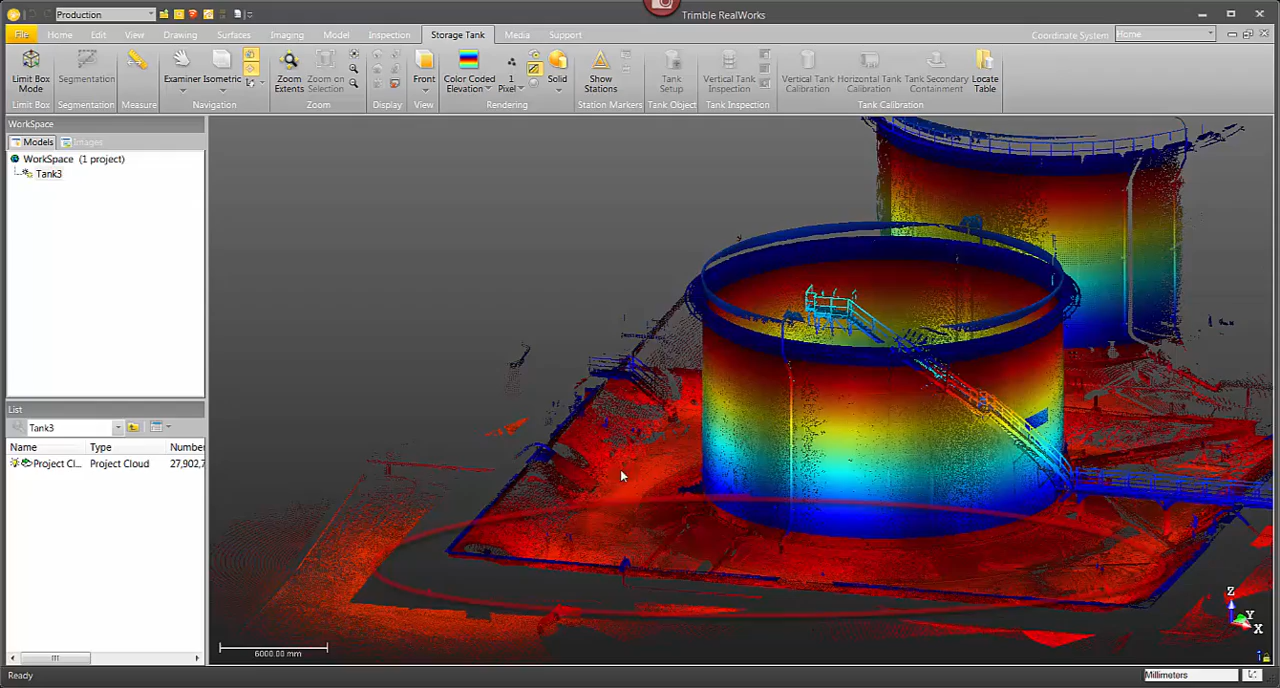 Production
Trimble RealWorks
File Home Edit View Drawing Surfaces Imaging Model Inspection Storage Tank Media Support
Coordinate System: Home
Limit Box Mode
Segmentation
Measure
Examiner
Isometric
Zoom Extents
Zoom on Selection
Front
Color Coded Elevation
1 Pixel
Solid
Show Stations
Tank Setup
Vertical Tank Inspection
Vertical Tank Calibration
Horizontal Tank Calibration
Tank Secondary Containment
Locate Table
Limit Box Segmentation Measure Navigation Zoom Display View Rendering Station Markers Tank Object Tank Inspection Tank Calibration
WorkSpace
Models Images
WorkSpace (1 project)
Tank3
List
Tank3
Name Type Number
Project Cl... Project Cloud 27,902,7
6000.00 mm
Z
Y
X
Ready
Millimeters